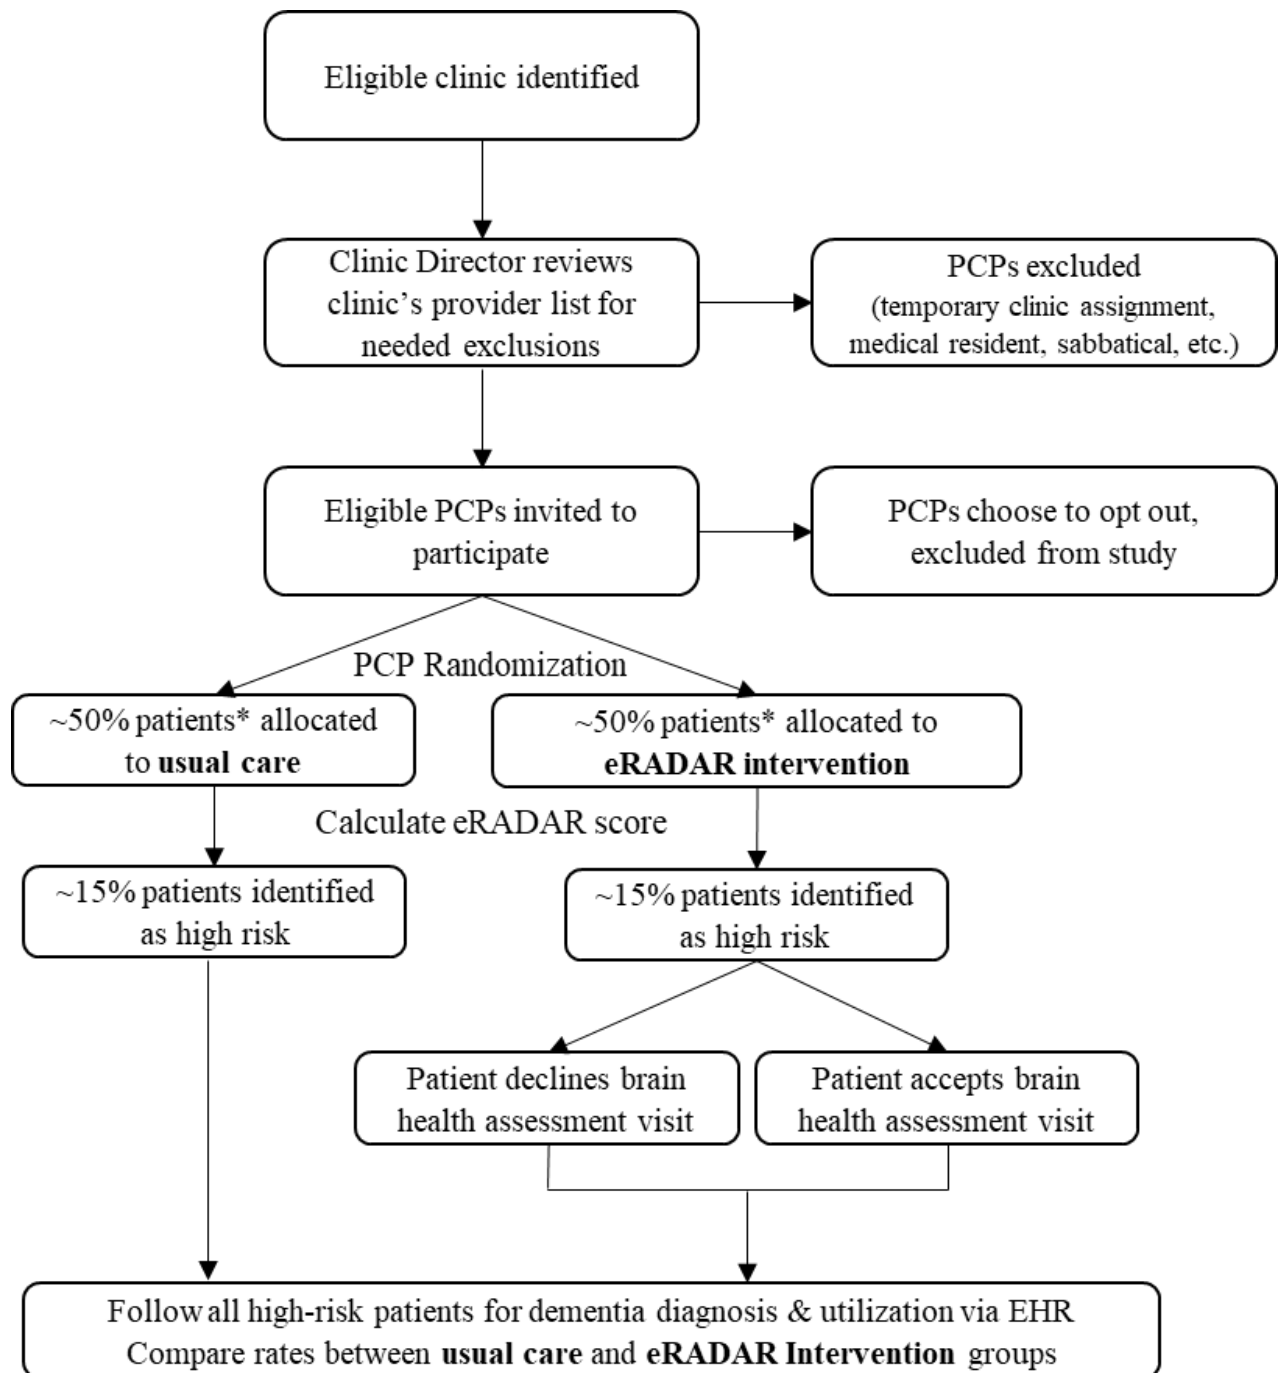 Eligible clinic identified
Clinic Director reviews
clinic’s provider list for
needed exclusions
PCPs excluded
(temporary clinic assignment,
medical resident, sabbatical, etc.)
Eligible PCPs invited to
participate
PCPs choose to opt out,
excluded from study
PCP Randomization
~50% patients* allocated
to usual care
~50% patients* allocated to
eRADAR intervention
Calculate eRADAR score
~15% patients identified
as high risk
~15% patients identified
as high risk
Patient declines brain
health assessment visit
Patient accepts brain
health assessment visit
Follow all high-risk patients for dementia diagnosis & utilization via EHR
Compare rates between usual care and eRADAR Intervention groups